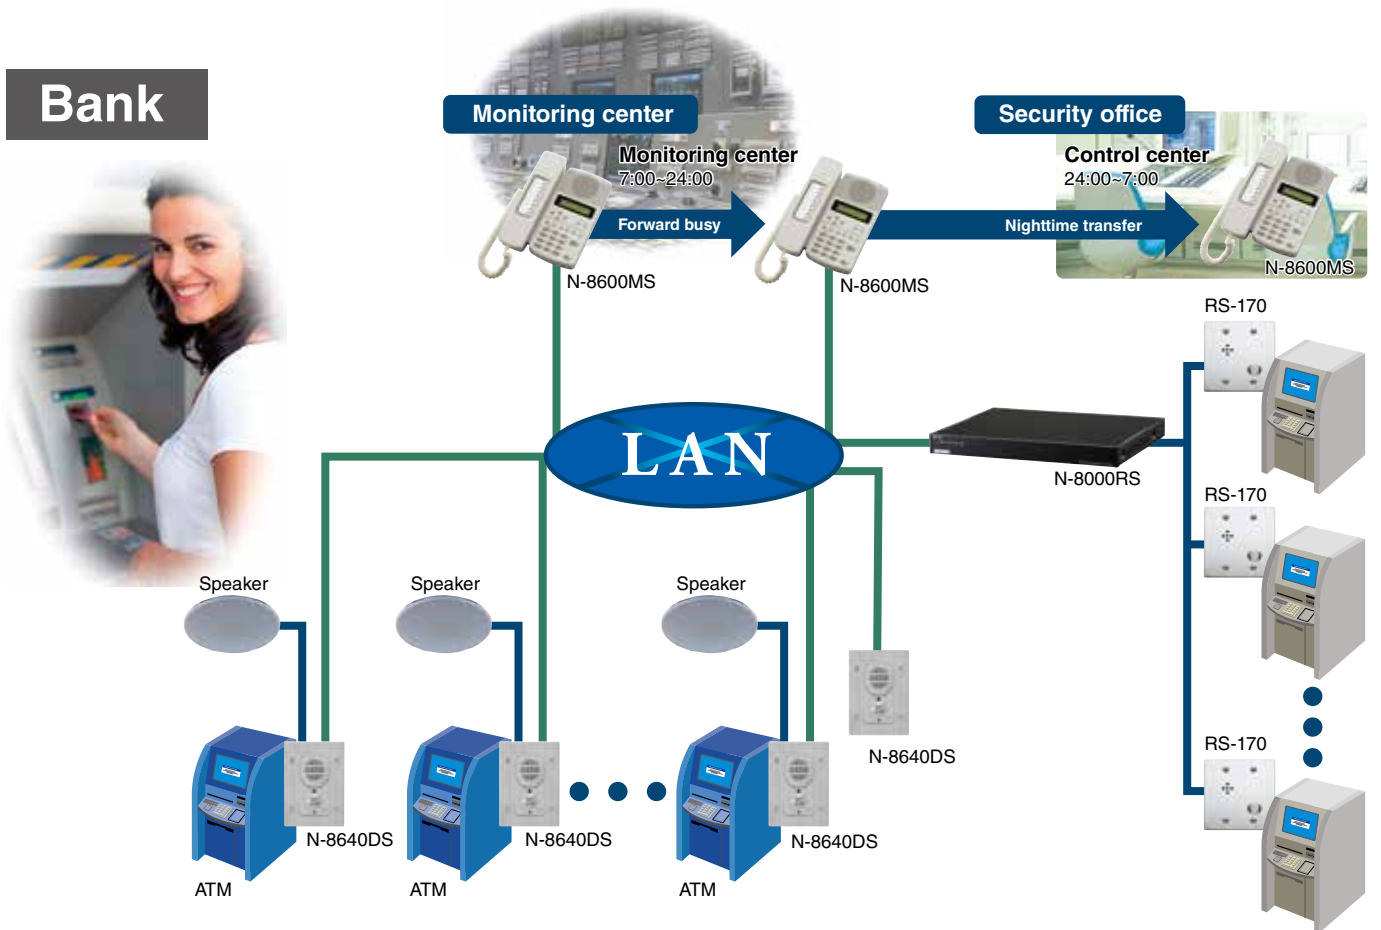 Bank
Monitoring center
Security office
Monitoring center
7:00~24:00
Control center
24:00~7:00
Forward busy
Nighttime transfer
N-8600MS
N-8600MS
N-8600MS
RS-170
LAN
N-8000RS
RS-170
Speaker
Speaker
Speaker
N-8640DS
RS-170
N-8640DS
N-8640DS
N-8640DS
ATM
ATM
ATM